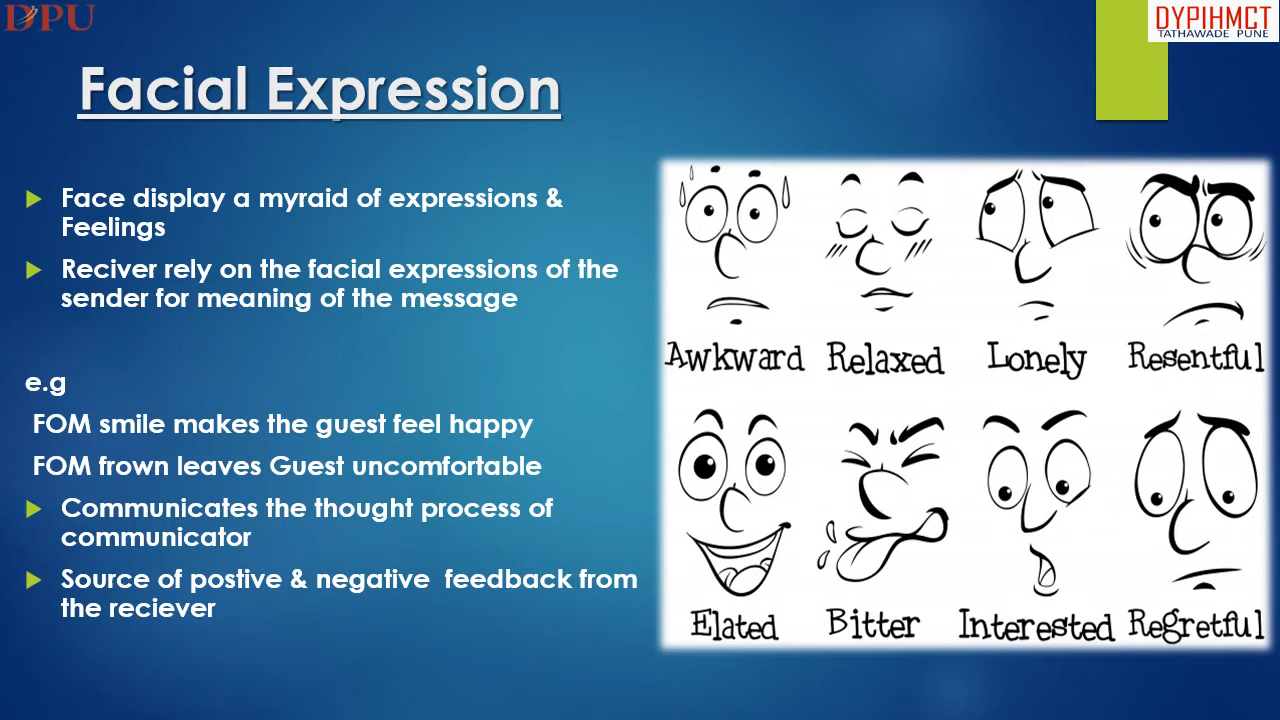 DPU
DYPIHMCT
TATHAWADE PUNE
Facial Expression
Face display a myraid of expressions &
Feelings
Reciver rely on the facial expressions of the
sender for meaning of the message
e.g
FOM smile makes the guest feel happy
FOM frown leaves Guest uncomfortable
Communicates the thought process of
communicator
Source of postive & negative feedback from
the reciever
Awkward Relaxed Lonely Resentful
Elated Bitter Interested Regretful